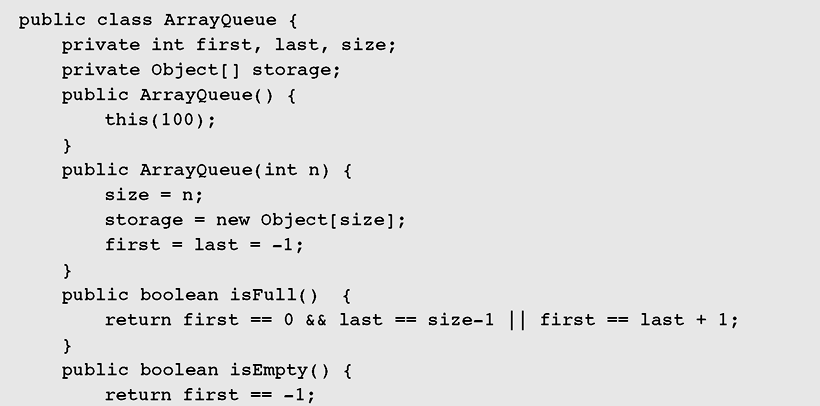 public class ArrayQueue {
    private int first, last, size;
    private Object[] storage;
    public ArrayQueue() {
        this(100);
    }
    public ArrayQueue(int n) {
        size = n;
        storage = new Object[size];
        first = last = -1;
    }
    public boolean isFull()  {
        return first == 0 && last == size-1 || first == last + 1;
    }
    public boolean isEmpty() {
        return first == -1;